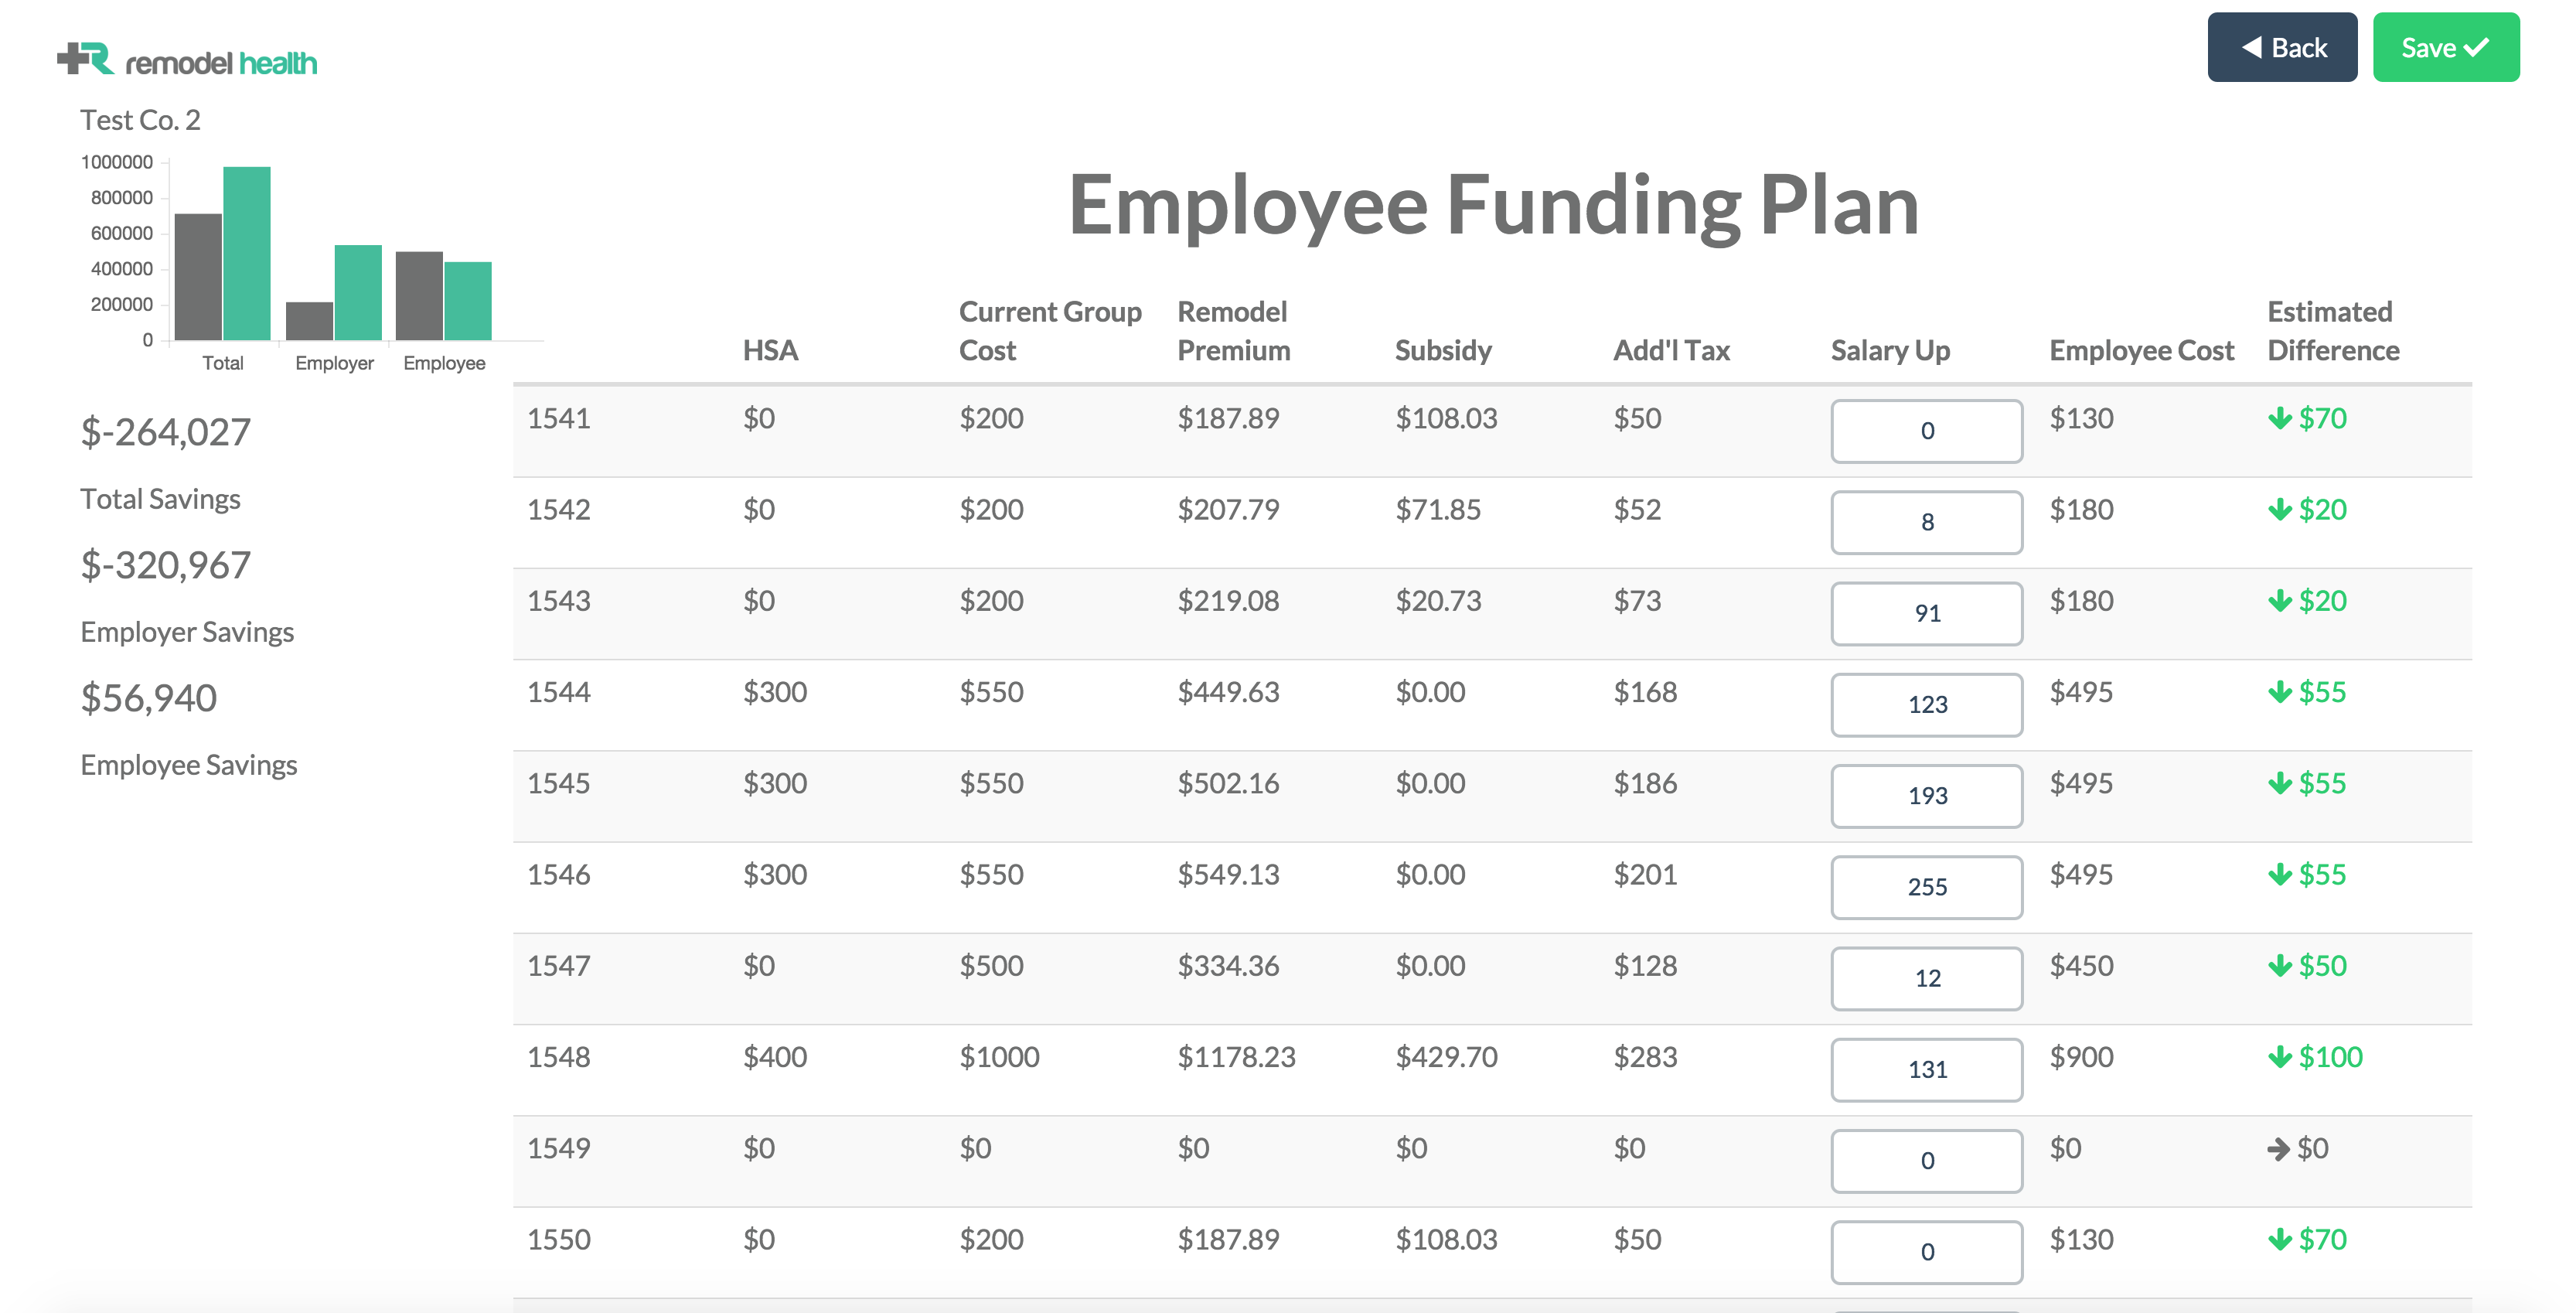 remodel health
Back
Save
Test Co. 2
1000000
800000
600000
400000
200000
0
Total Employer Employee
$-264,027
Total Savings
$-320,967
Employer Savings
$56,940
Employee Savings
Employee Funding Plan
HSA Current Group Cost Remodel Premium Subsidy Add'l Tax Salary Up Employee Cost Estimated Difference
1541 $0 $200 $187.89 $108.03 $50 0 $130 $70
1542 $0 $200 $207.79 $71.85 $52 8 $180 $20
1543 $0 $200 $219.08 $20.73 $73 91 $180 $20
1544 $300 $550 $449.63 $0.00 $168 123 $495 $55
1545 $300 $550 $502.16 $0.00 $186 193 $495 $55
1546 $300 $550 $549.13 $0.00 $201 255 $495 $55
1547 $0 $500 $334.36 $0.00 $128 12 $450 $50
1548 $400 $1000 $1178.23 $429.70 $283 131 $900 $100
1549 $0 $0 $0 $0 $0 0 $0 $0
1550 $0 $200 $187.89 $108.03 $50 0 $130 $70